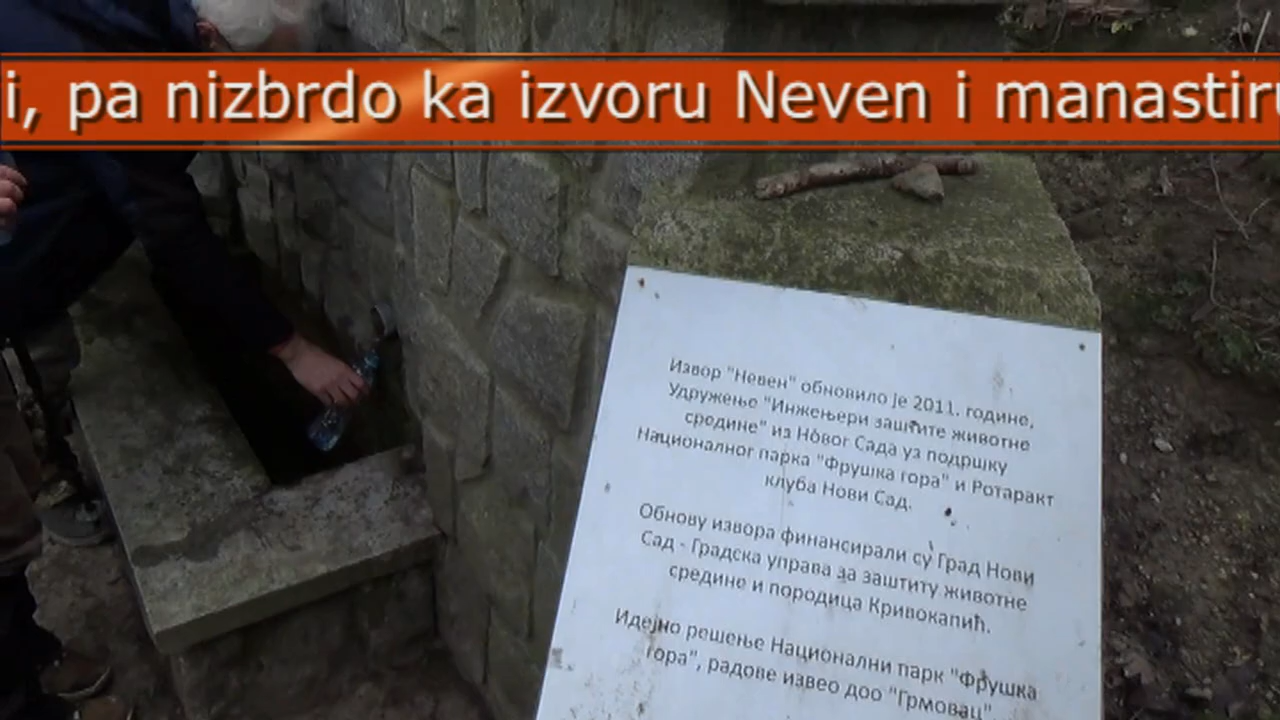 i, pa nizbrdo ka izvoru Neven i manastiru
Извор "Невен" обновило је 2011. године,
Удружење "Инжењери заштите животне
средине" из Новог Сада уз подршку
Националног парка "Фрушка гора" и Ротаракт
клуба Нови Сад.
Обнову извора финансирали су Град Нови
Сад - Градска управа за заштиту животне
средине и породица Кривокапић.
Идејно решење Национални парк "Фрушка
гора", радове извео доо "Грмовац".